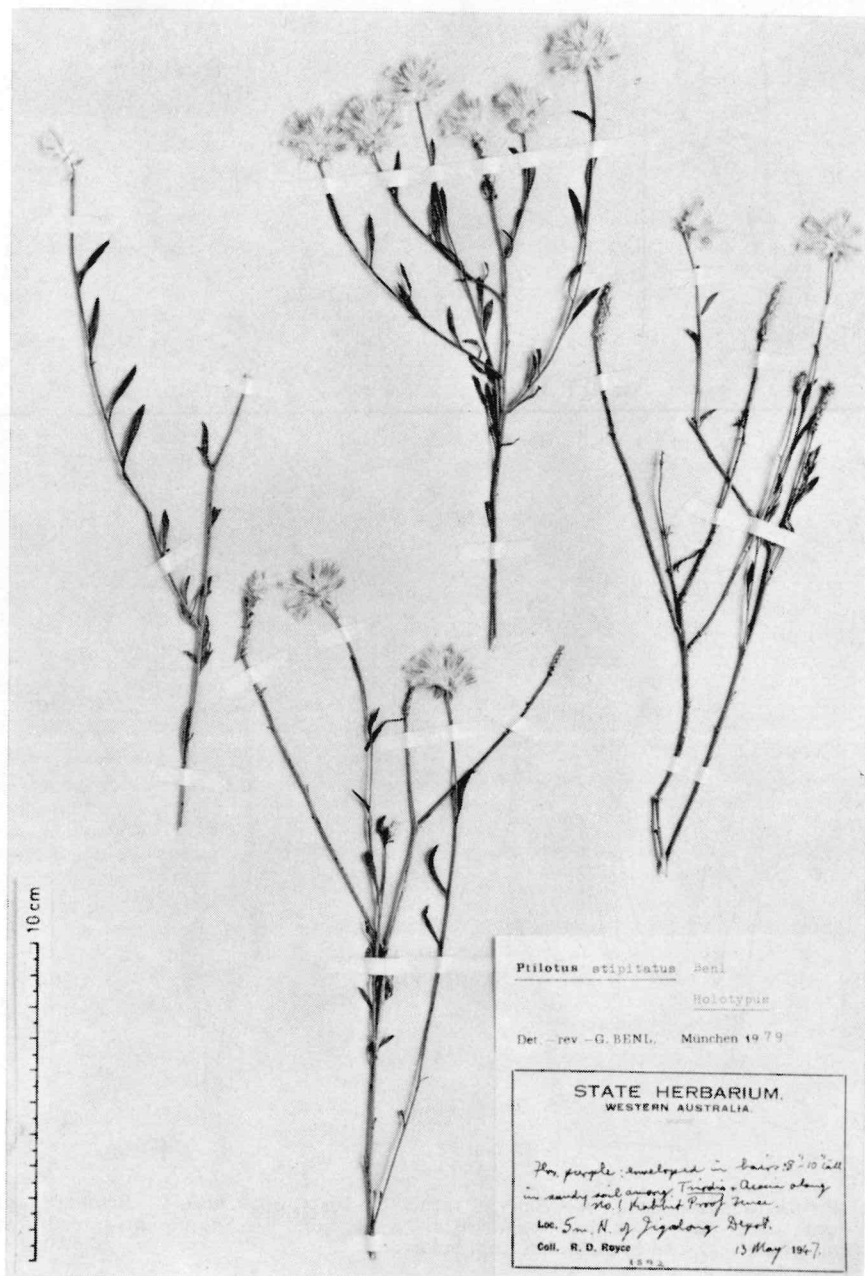 10 cm
Ptilotus stipitatus Benl
Holotypus
Det. - rev - G. BENL. München 1979
STATE HERBARIUM.
WESTERN AUSTRALIA.
Flos. purple; enveloped in hairs; 8"-10" tall
in sandy soil among Triodia & Acacia along
No. 1 Rabbit Proof Fence
Loc. 5 m. N. of Jigalong Depot.
Coll. R. D. Royce 13 May 1947.